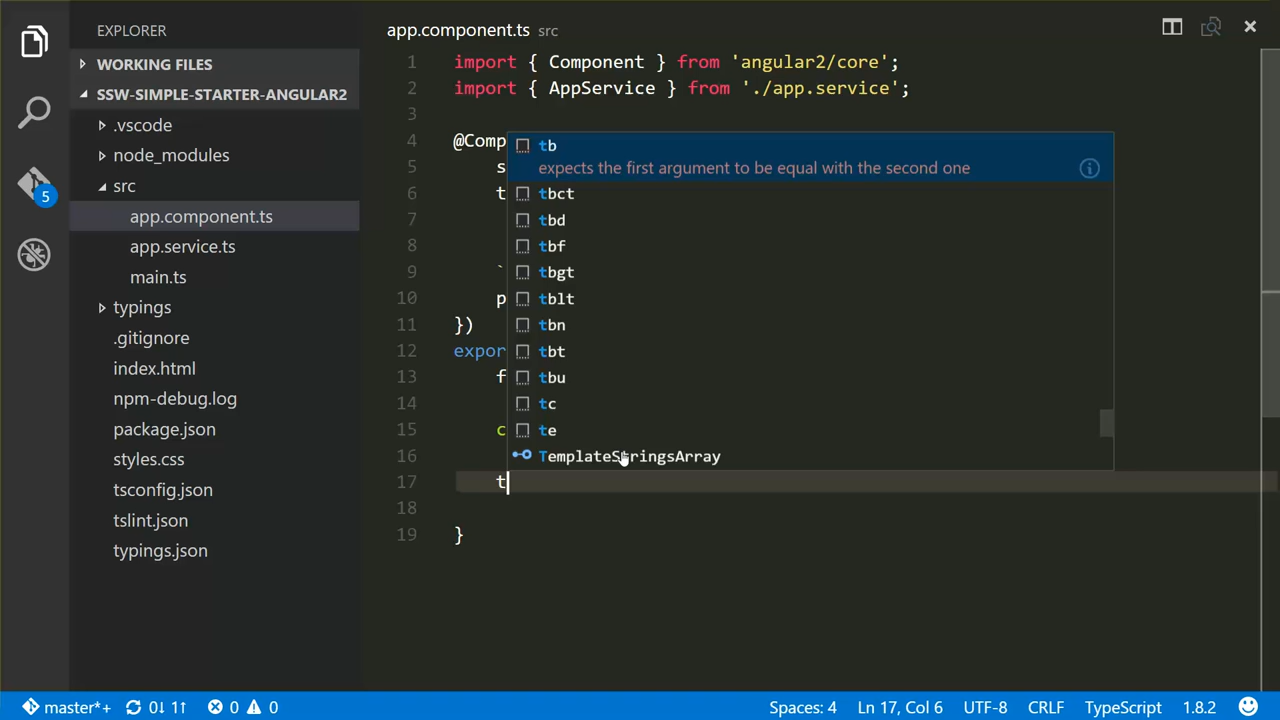 EXPLORER
WORKING FILES
SSW-SIMPLE-STARTER-ANGULAR2
.vscode
node_modules
src
app.component.ts
app.service.ts
main.ts
typings
.gitignore
index.html
npm-debug.log
package.json
styles.css
tsconfig.json
tslint.json
typings.json
5
app.component.ts src
1 import { Component } from 'angular2/core';
2 import { AppService } from './app.service';
3
4 @Comp
5 s
6 t
7
8
9 `
10 p
11 })
12 expor
13 f
14
15 c
16
17 t
18
19 }
tb
expects the first argument to be equal with the second one
tbct
tbd
tbf
tbgt
tblt
tbn
tbt
tbu
tc
te
TemplateStringsArray
master*+ 0↓ 1↑ 0 0 Spaces: 4 Ln 17, Col 6 UTF-8 CRLF TypeScript 1.8.2